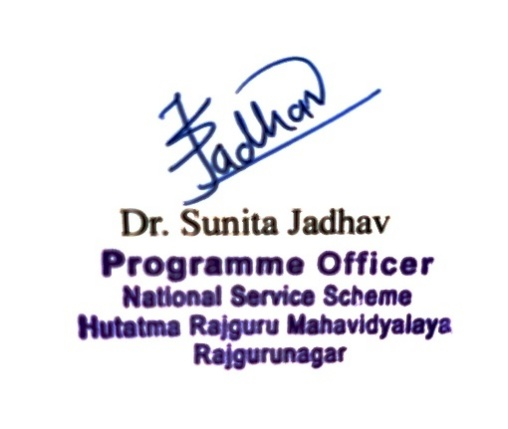 Jadhav
Dr. Sunita Jadhav
Programme Officer
National Service Scheme
Hutatma Rajguru Mahavidyalaya
Rajgurunagar